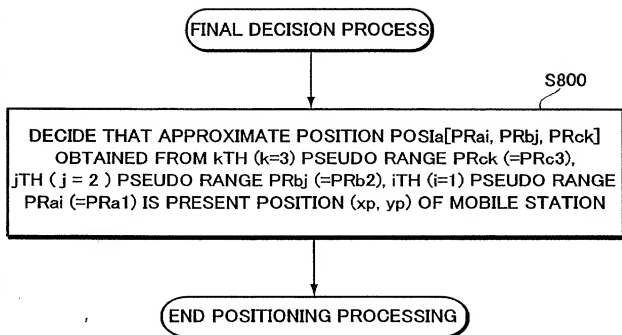 FINAL DECISION PROCESS
S800
DECIDE THAT APPROXIMATE POSITION POSIa[PRai, PRbj, PRck]
OBTAINED FROM kTH (k=3) PSEUDO RANGE PRck (=PRc3),
jTH ( j = 2 ) PSEUDO RANGE PRbj (=PRb2), iTH (i=1) PSEUDO RANGE
PRai (=PRa1) IS PRESENT POSITION (xp, yp) OF MOBILE STATION
END POSITIONING PROCESSING